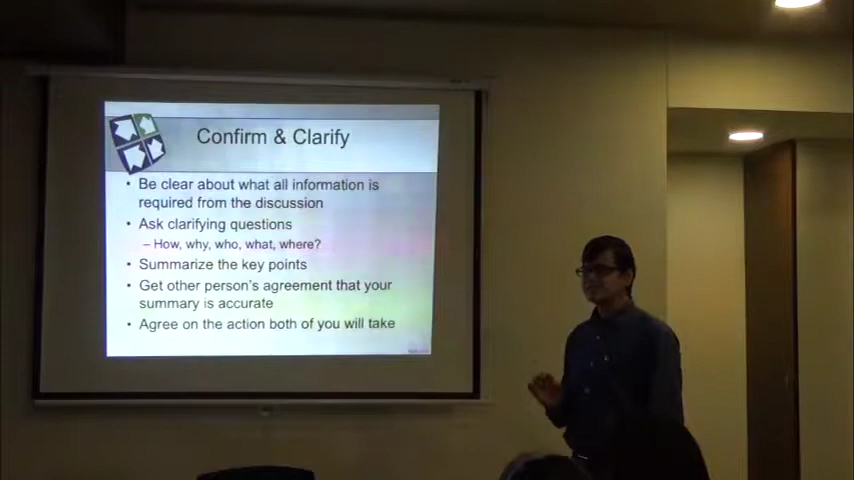 Confirm & Clarify
• Be clear about what all information is
required from the discussion
• Ask clarifying questions
– How, why, who, what, where?
• Summarize the key points
• Get other person's agreement that your
summary is accurate
• Agree on the action both of you will take